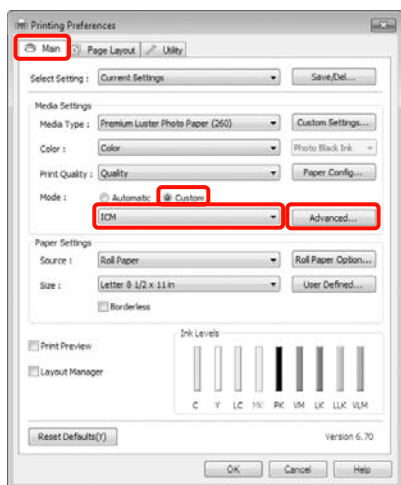 Printing Preferences
Main Page Layout Utility
Select Setting : Current Settings Save/Del...
Media Settings
Media Type : Premium Luster Photo Paper (260) Custom Settings...
Color : Color Photo Black Ink
Print Quality : Quality Paper Config...
Mode : Automatic Custom
ICM Advanced...
Paper Settings
Source : Roll Paper Roll Paper Option...
Size : Letter 8 1/2 x 11 in User Defined...
Borderless
Ink Levels
Print Preview
Layout Manager
C Y LC MK PK VM LK LLK VLM
Reset Defaults(Y) Version 6.70
OK Cancel Help